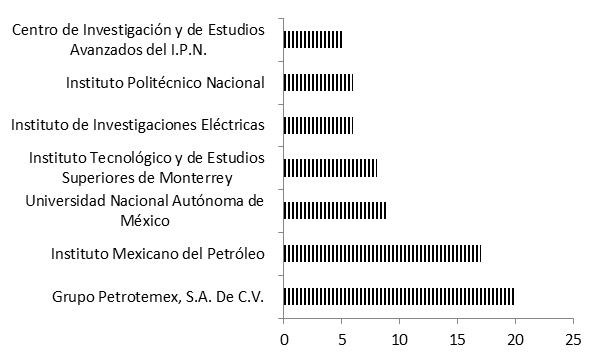 Centro de Investigación y de Estudios
Avanzados del I.P.N.
Instituto Politécnico Nacional
Instituto de Investigaciones Eléctricas
Instituto Tecnológico y de Estudios
Superiores de Monterrey
Universidad Nacional Autónoma de
México
Instituto Mexicano del Petróleo
Grupo Petrotemex, S.A. De C.V.
0 5 10 15 20 25